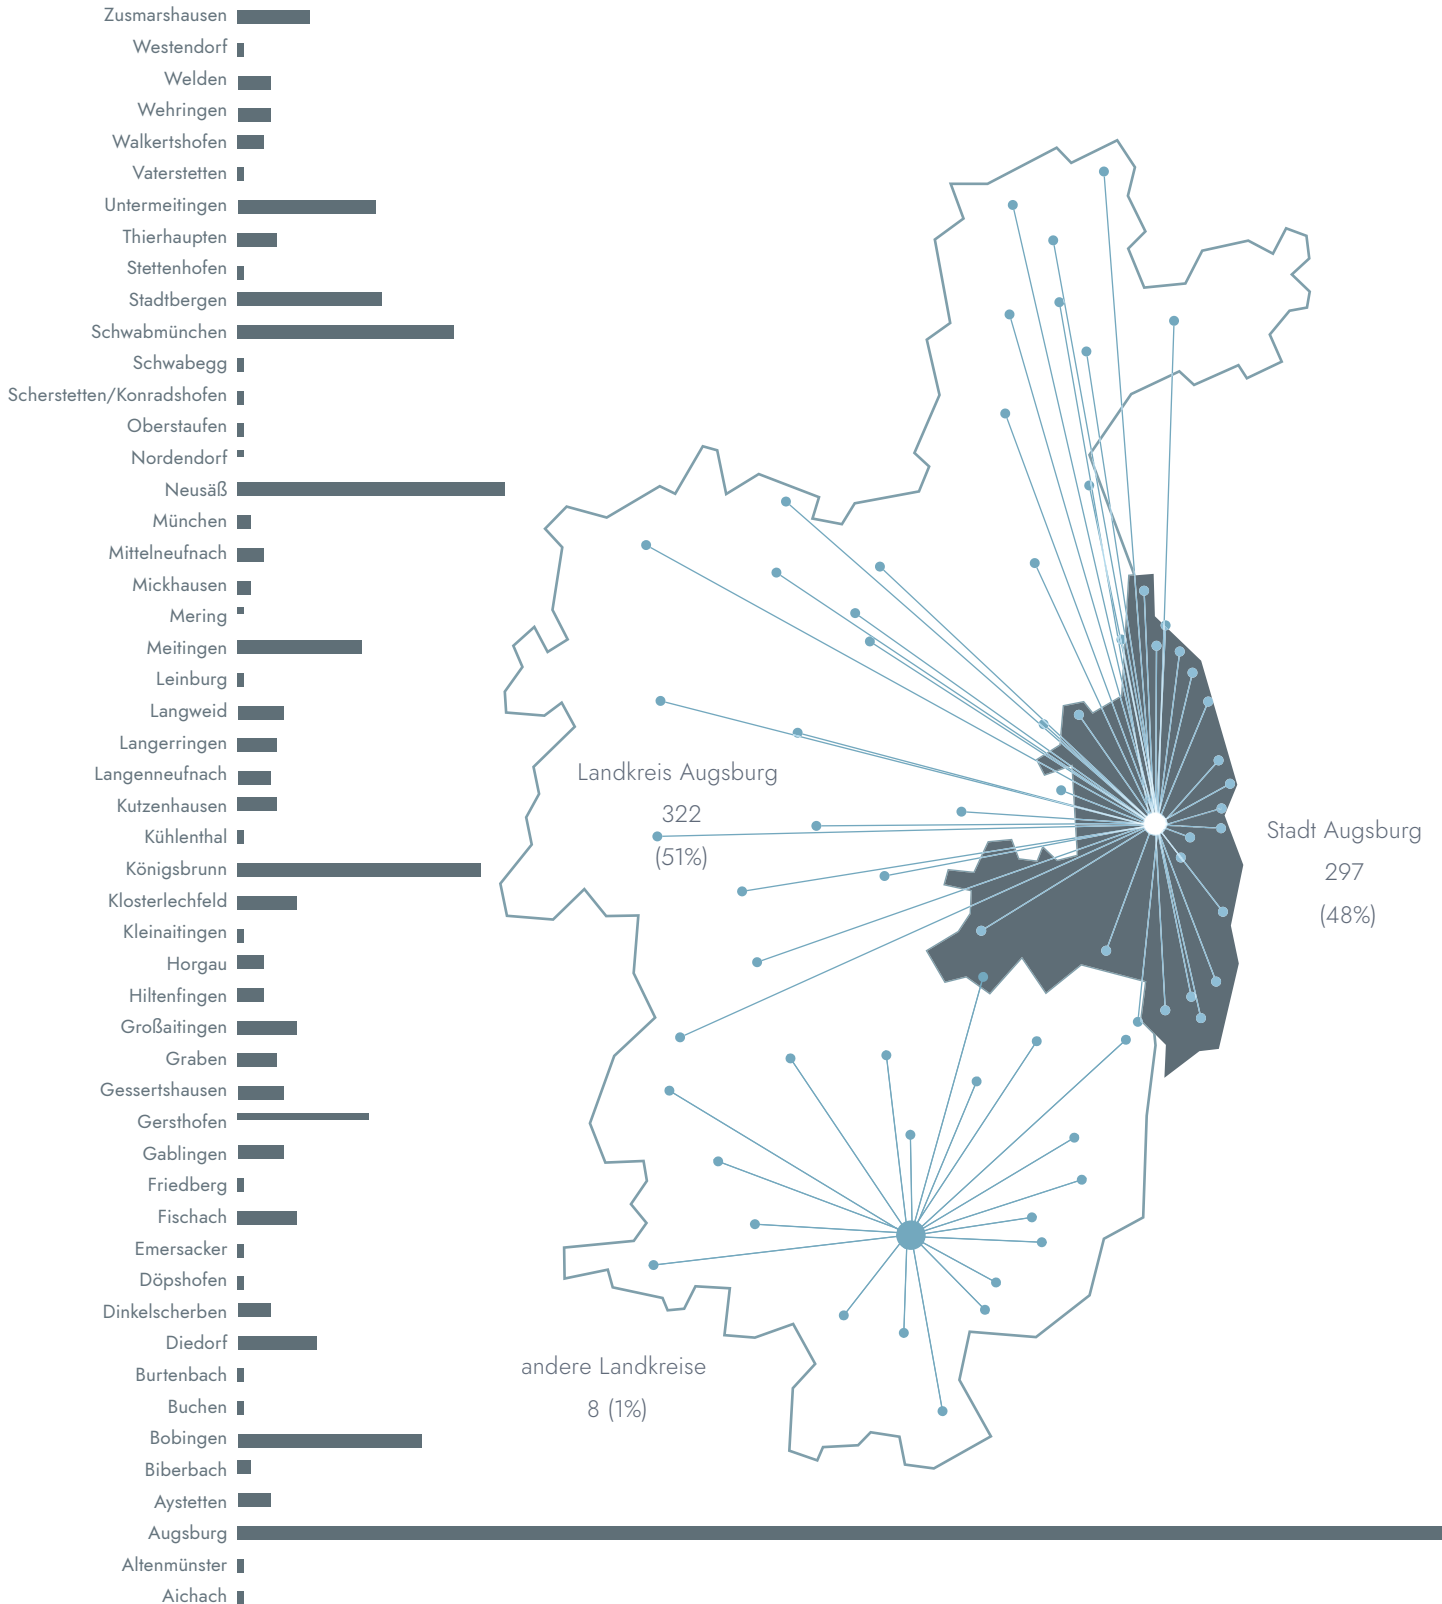 Zusmarshausen
Westendorf
Welden
Wehringen
Walkertshofen
Vaterstetten
Untermeitingen
Thierhaupten
Stettenhofen
Stadtbergen
Schwabmünchen
Schwabegg
Scherstetten/Konradshofen
Oberstaufen
Nordendorf
Neusäß
München
Mittelneufnach
Mickhausen
Mering
Meitingen
Leinburg
Langweid
Langerringen
Langenneufnach
Kutzenhausen
Kühlenthal
Königsbrunn
Klosterlechfeld
Kleinaitingen
Horgau
Hiltenfingen
Großaitingen
Graben
Gessertshausen
Gersthofen
Gablingen
Friedberg
Fischach
Emersacker
Döpshofen
Dinkelscherben
Diedorf
Burtenbach
Buchen
Bobingen
Biberbach
Aystetten
Augsburg
Altenmünster
Aichach
Landkreis Augsburg
322
(51%)
Stadt Augsburg
297
(48%)
andere Landkreise
8 (1%)